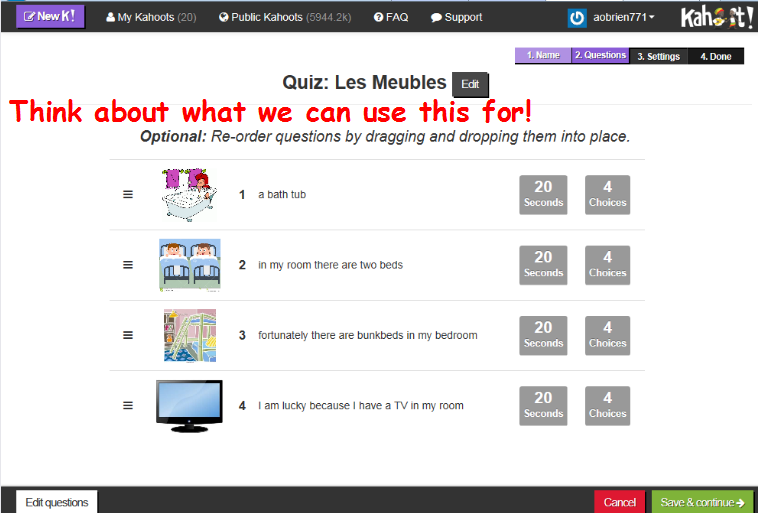 New K! My Kahoots (20) Public Kahoots (5944.2k) FAQ Support aobrien771 Kahoot!
1. Name 2. Questions 3. Settings 4. Done
Quiz: Les Meubles Edit
Think about what we can use this for!
Optional: Re-order questions by dragging and dropping them into place.
1 a bath tub 20 Seconds 4 Choices
2 in my room there are two beds 20 Seconds 4 Choices
3 fortunately there are bunkbeds in my bedroom 20 Seconds 4 Choices
4 I am lucky because I have a TV in my room 20 Seconds 4 Choices
Edit questions Cancel Save & continue